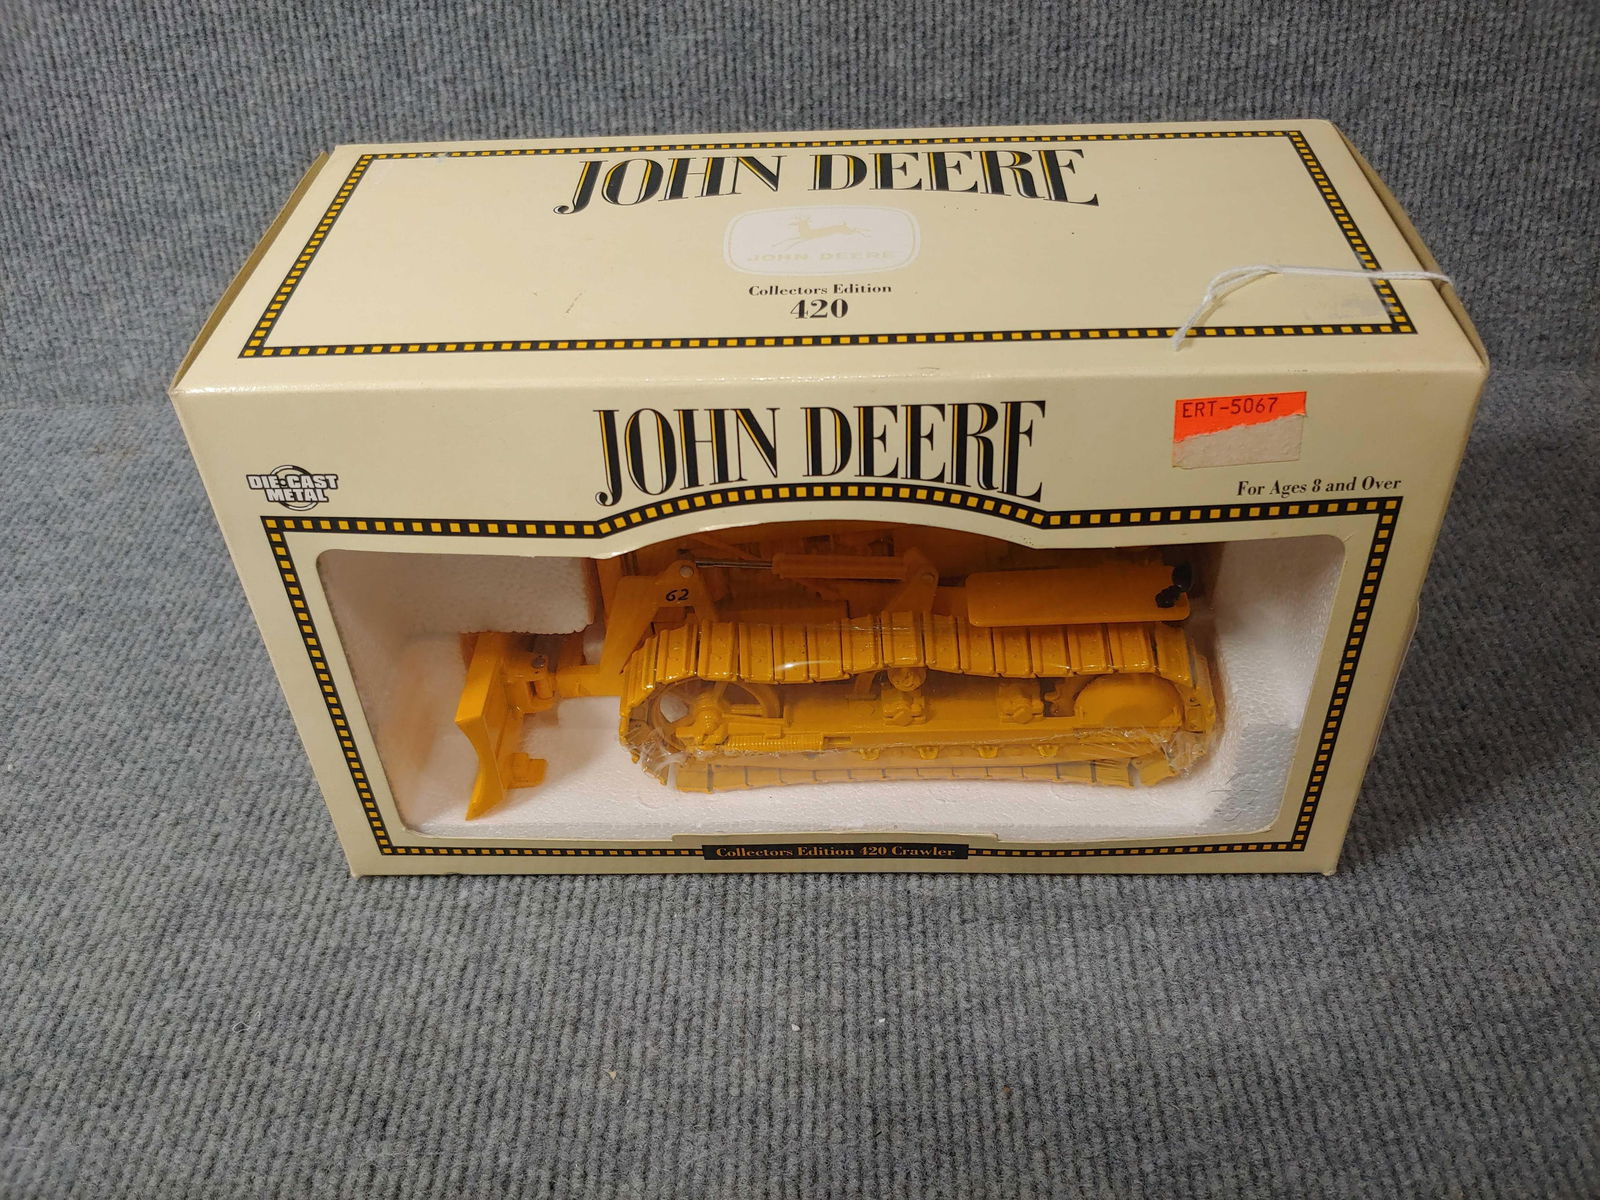 JOHN DEERE
JOHN DEERE
Collectors Edition
420
JOHN DEERE
ERT-5067
DIE-CAST
METAL
For Ages 8 and Over
62
Collectors Edition 420 Crawler